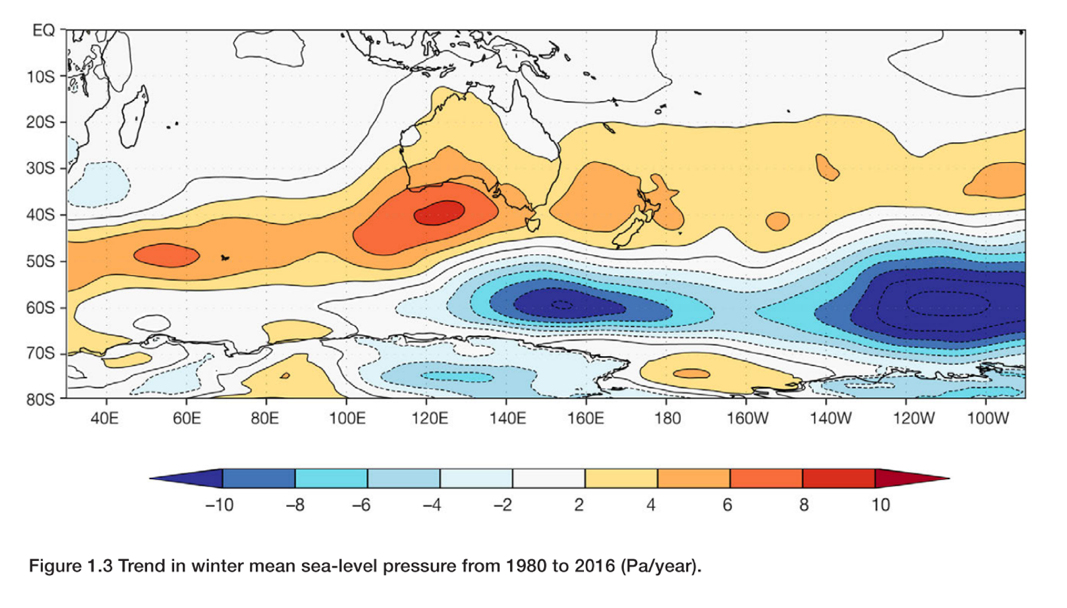 EQ
10S
20S
30S
40S
50S
60S
70S
80S
40E 60E 80E 100E 120E 140E 160E 180 160W 140W 120W 100W
–10 –8 –6 –4 –2 2 4 6 8 10
Figure 1.3 Trend in winter mean sea-level pressure from 1980 to 2016 (Pa/year).